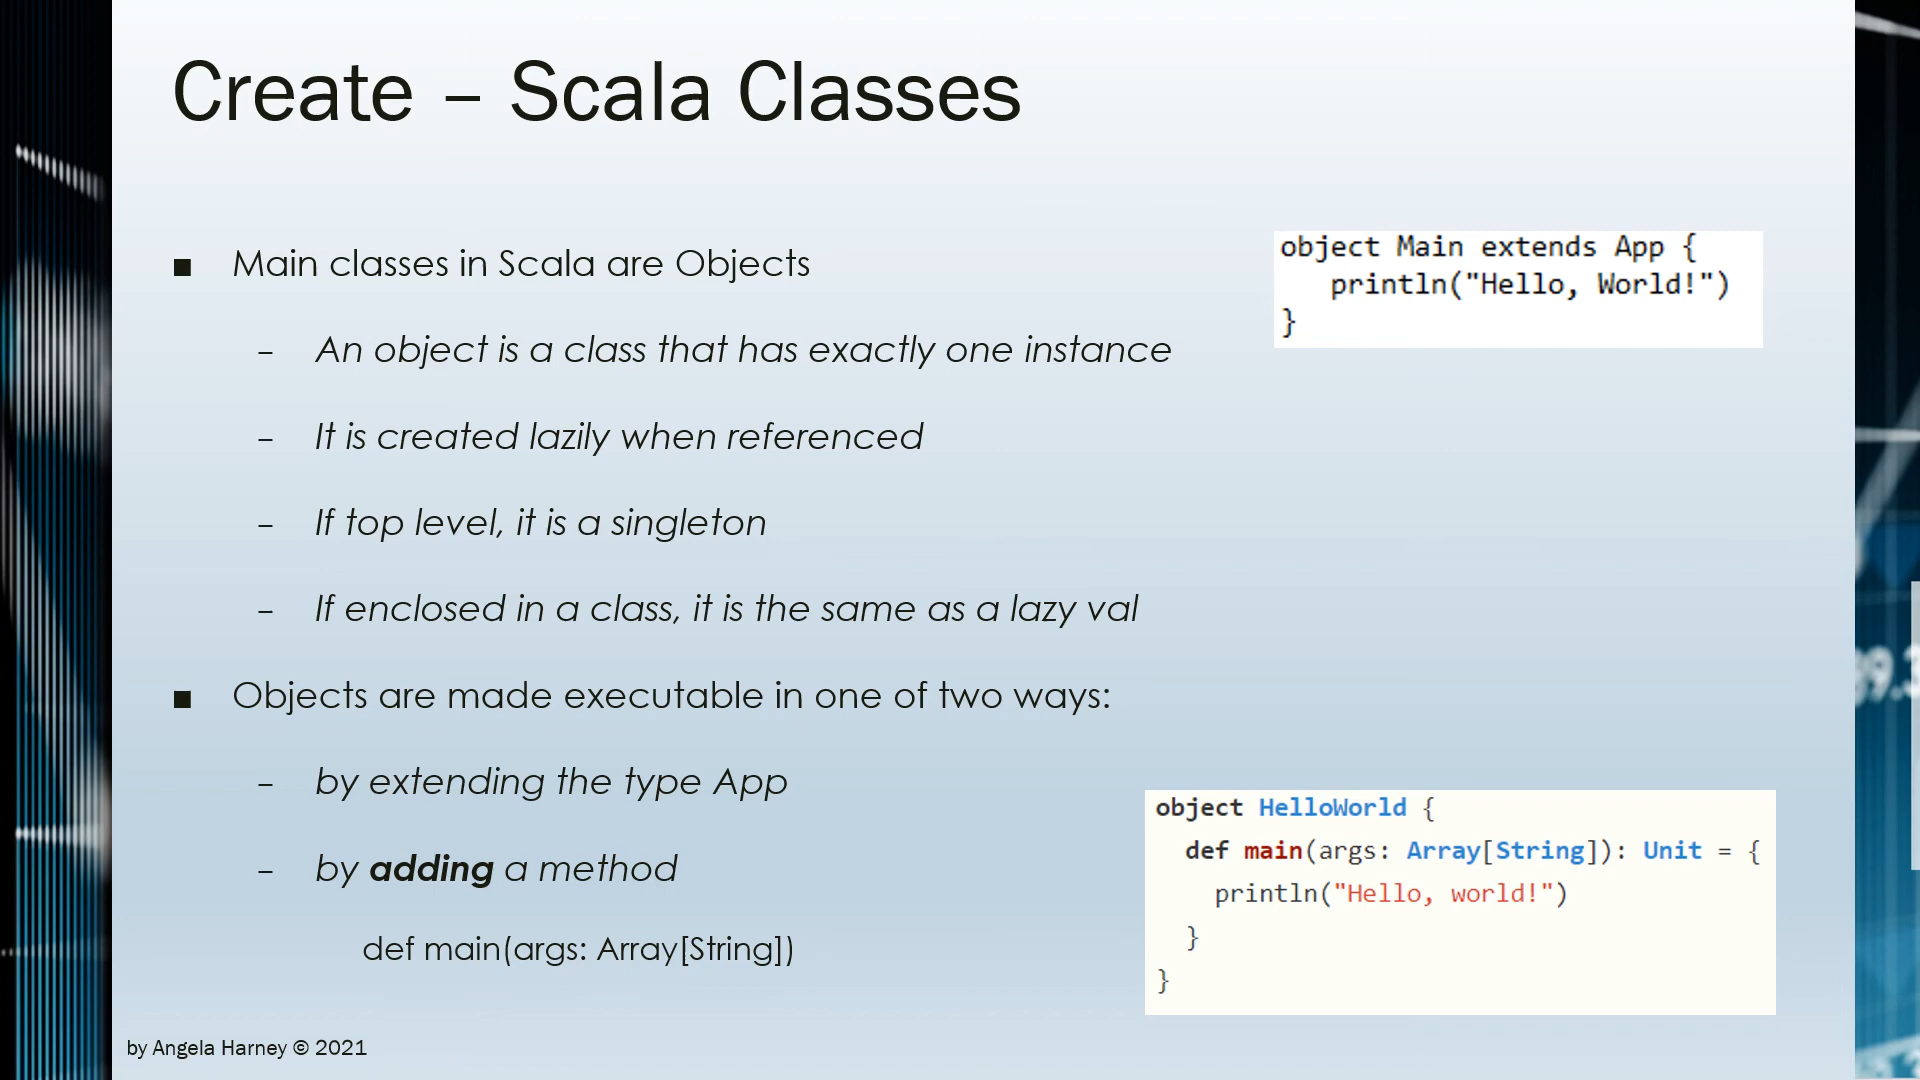 Create – Scala Classes
■ Main classes in Scala are Objects
– An object is a class that has exactly one instance
– It is created lazily when referenced
– If top level, it is a singleton
– If enclosed in a class, it is the same as a lazy val
■ Objects are made executable in one of two ways:
– by extending the type App
– by adding a method
def main(args: Array[String])
object Main extends App {
println("Hello, World!")
}
object HelloWorld {
def main(args: Array[String]): Unit = {
println("Hello, world!")
}
}
by Angela Harney © 2021